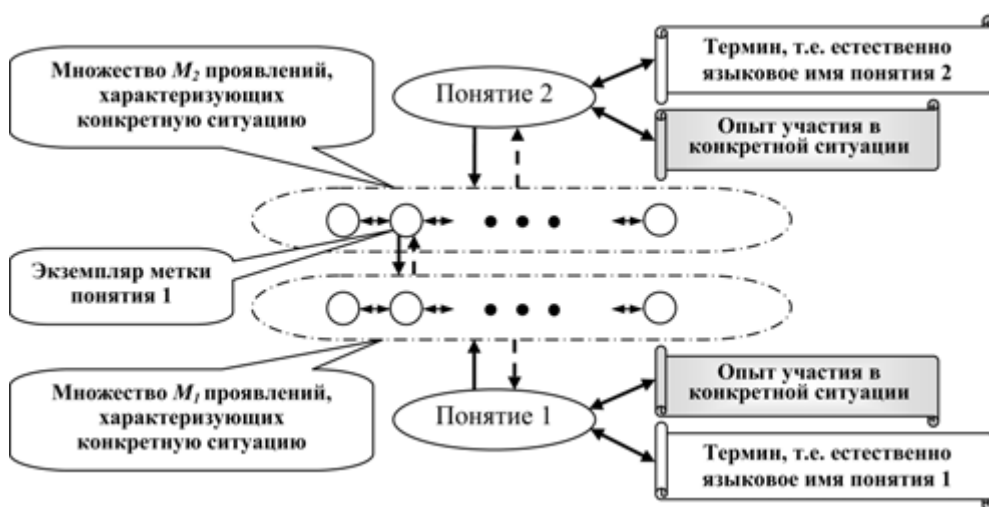 Множество M2 проявлений,
характеризующих
конкретную ситуацию
Понятие 2
Термин, т.е. естественно
языковое имя понятия 2
Опыт участия в
конкретной ситуации
Экземпляр метки
понятия 1
Множество M1 проявлений,
характеризующих
конкретную ситуацию
Понятие 1
Опыт участия в
конкретной ситуации
Термин, т.е. естественно
языковое имя понятия 1